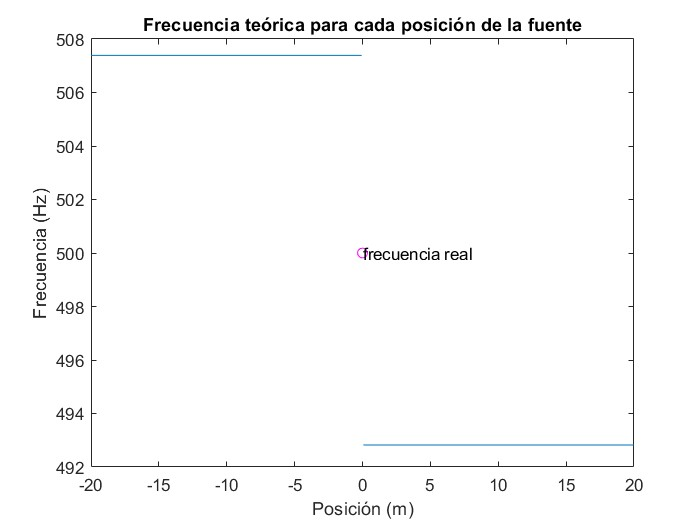 Frecuencia teórica para cada posición de la fuente
508
506
504
502
500
498
496
494
492
Frecuencia (Hz)
frecuencia real
-20 -15 -10 -5 0 5 10 15 20
Posición (m)